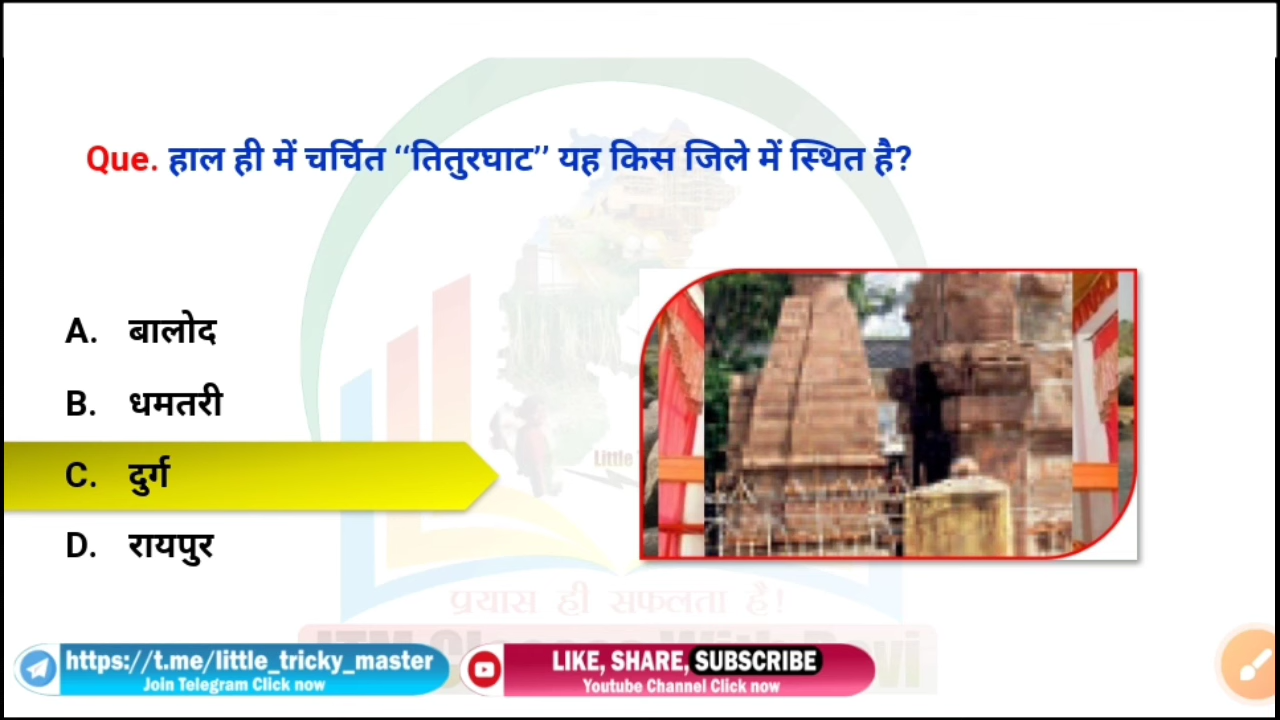 Que. हाल ही में चर्चित ‘‘तितुरघाट’’ यह किस जिले में स्थित है?
A. बालोद
B. धमतरी
C. दुर्ग
Little
D. रायपुर
प्रयास ही सफलता है!
https://t.me/little_tricky_master
Join Telegram Click now
LIKE, SHARE, SUBSCRIBE
Youtube Channel Click now